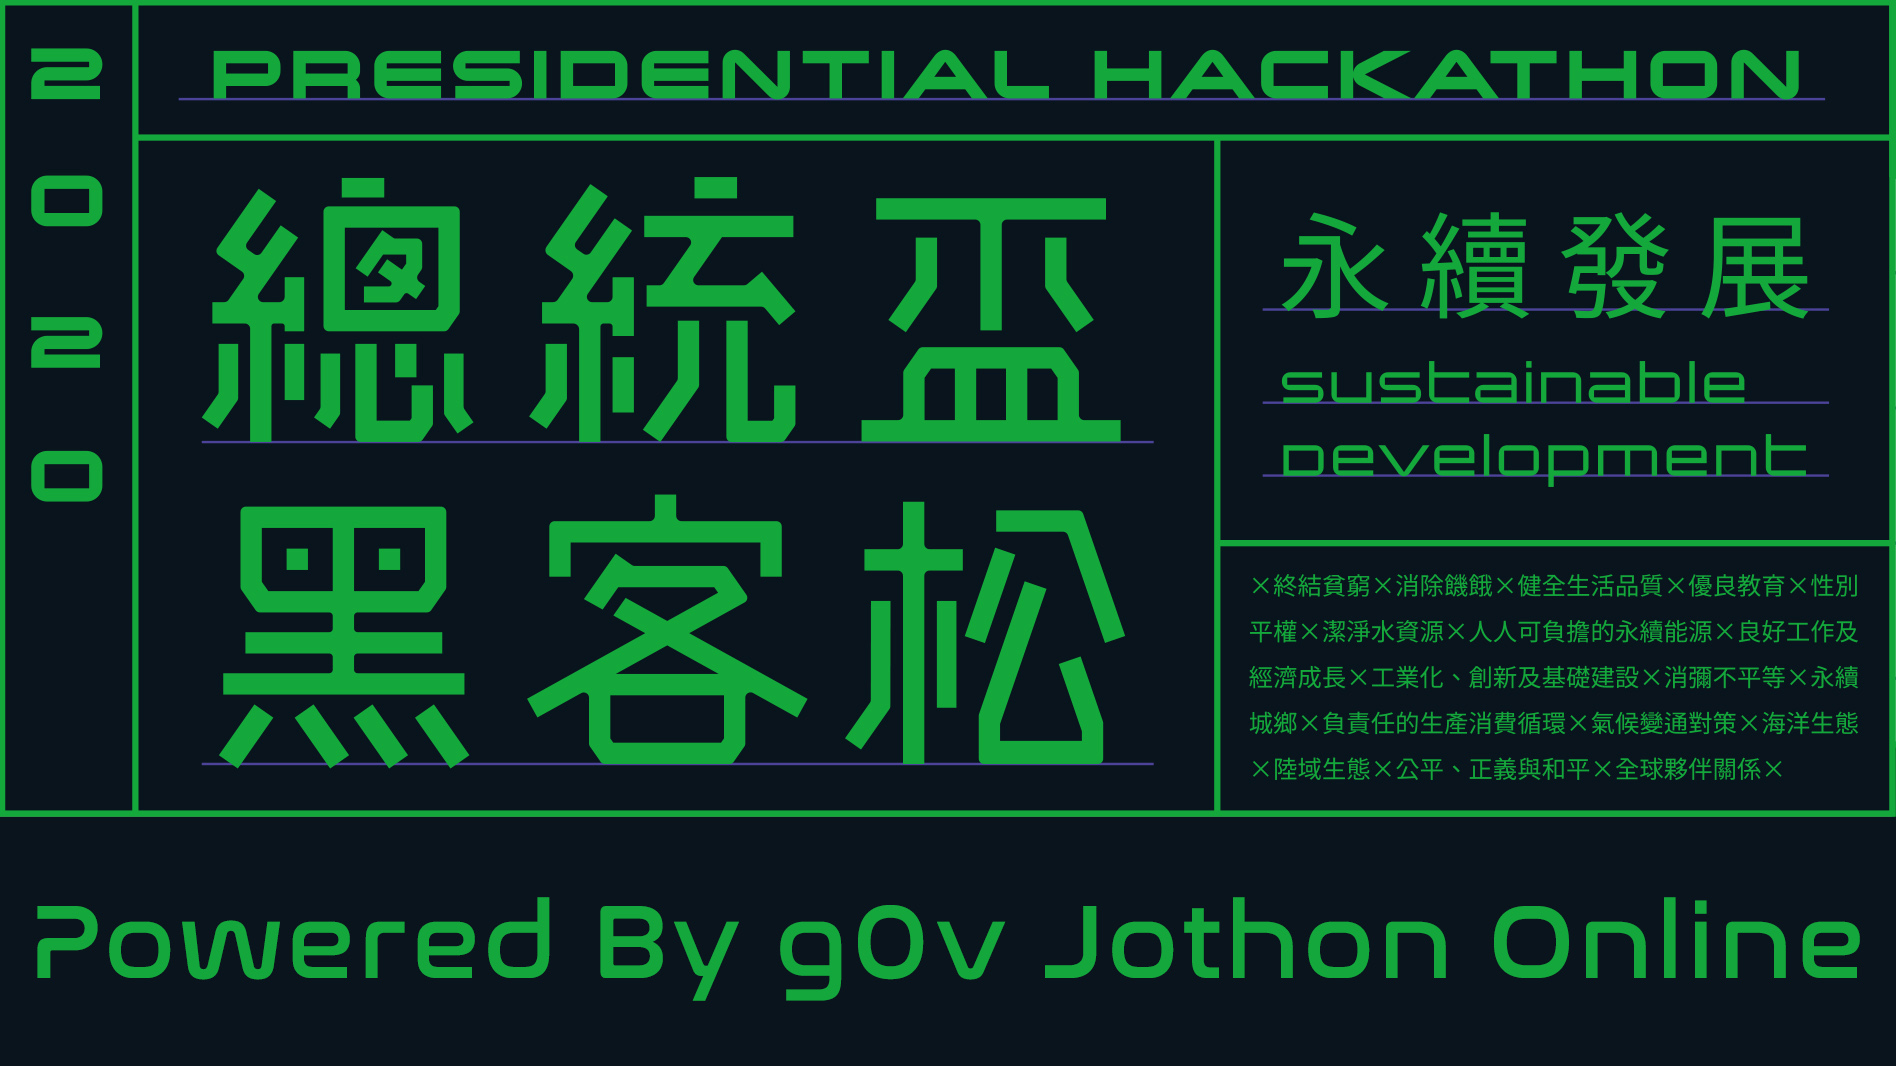 2020
PRESIDENTIAL HACKATHON
總統盃
黑客松
永續發展
sustainable
development
×終結貧窮×消除饑餓×健全生活品質×優良教育×性別
平權×潔淨水資源×人人可負擔的永續能源×良好工作及
經濟成長×工業化、創新及基礎建設×消彌不平等×永續
城鄉×負責任的生產消費循環×氣候變遷對策×海洋生態
×陸域生態×公平、正義與和平×全球夥伴關係×
Powered By g0v Jothon Online